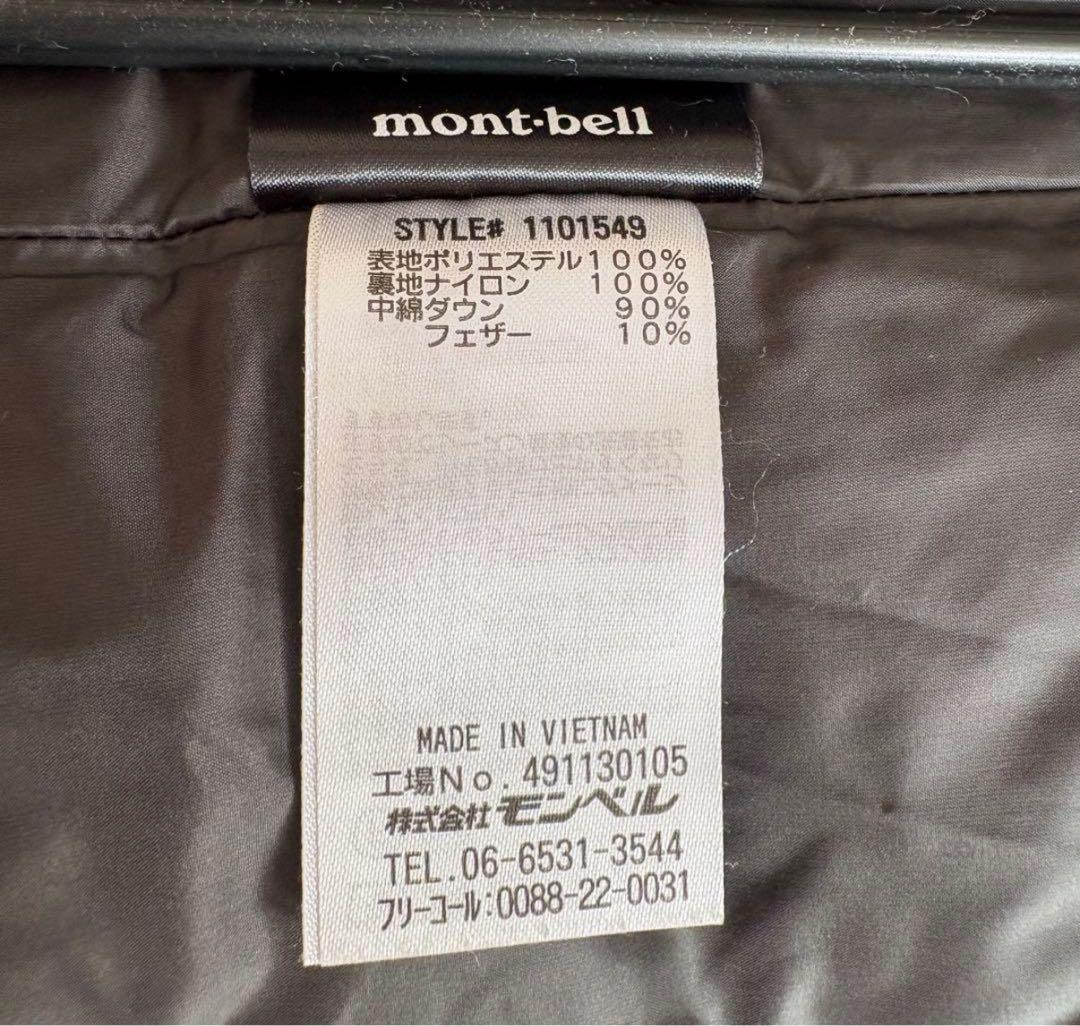 mont·bell
STYLE# 1101549
表地ポリエステル100%
裏地ナイロン 100%
中綿ダウン 90%
フェザー 10%
MADE IN VIETNAM
工場No. 491130105
株式会社モンベル
TEL.06-6531-3544
フリーコール:0088-22-0031